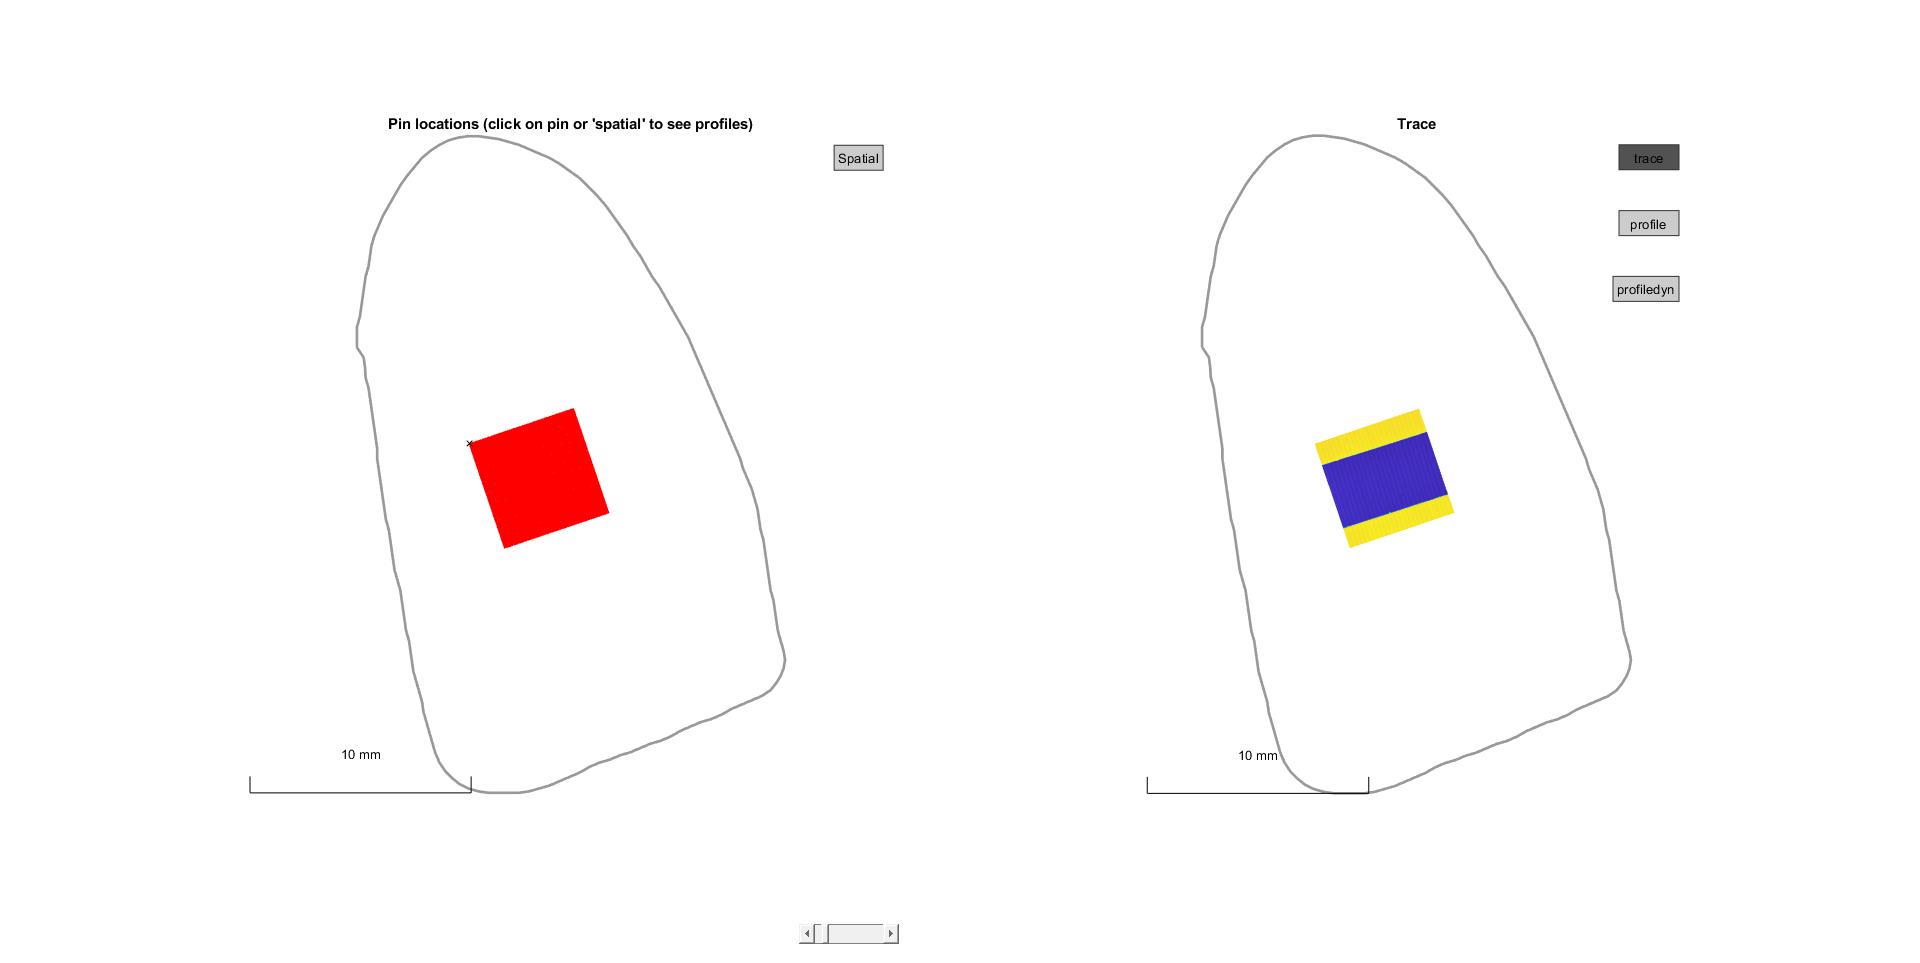 Pin locations (click on pin or 'spatial' to see profiles)
Spatial
10 mm
Trace
trace
profile
profiledyn
10 mm